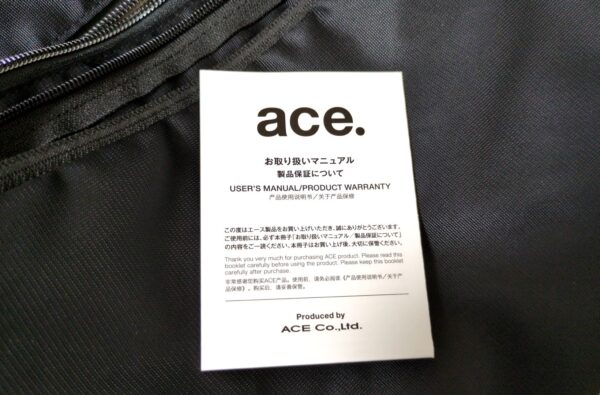 ace.
お取り扱いマニュアル
製品保証について
USER'S MANUAL/PRODUCT WARRANTY
产品使用说明书／关于产品保修
この度はエース製品をお買い上げいただき、誠にありがとうございます。
ご使用前には、必ず本冊子「お取り扱いマニュアル／製品保証について」
の内容をご一読ください。本冊子はお買い上げ後、大切に保管ください。
Thank you very much for purchasing ACE product. Please read this
booklet carefully before using the product. Please keep this booklet
carefully after purchase.
非常感谢您购买ACE产品。使用前，请务必阅读《产品使用说明书／关于产
品保修》。购买后，请妥善保管。
Produced by
ACE Co.,Ltd.